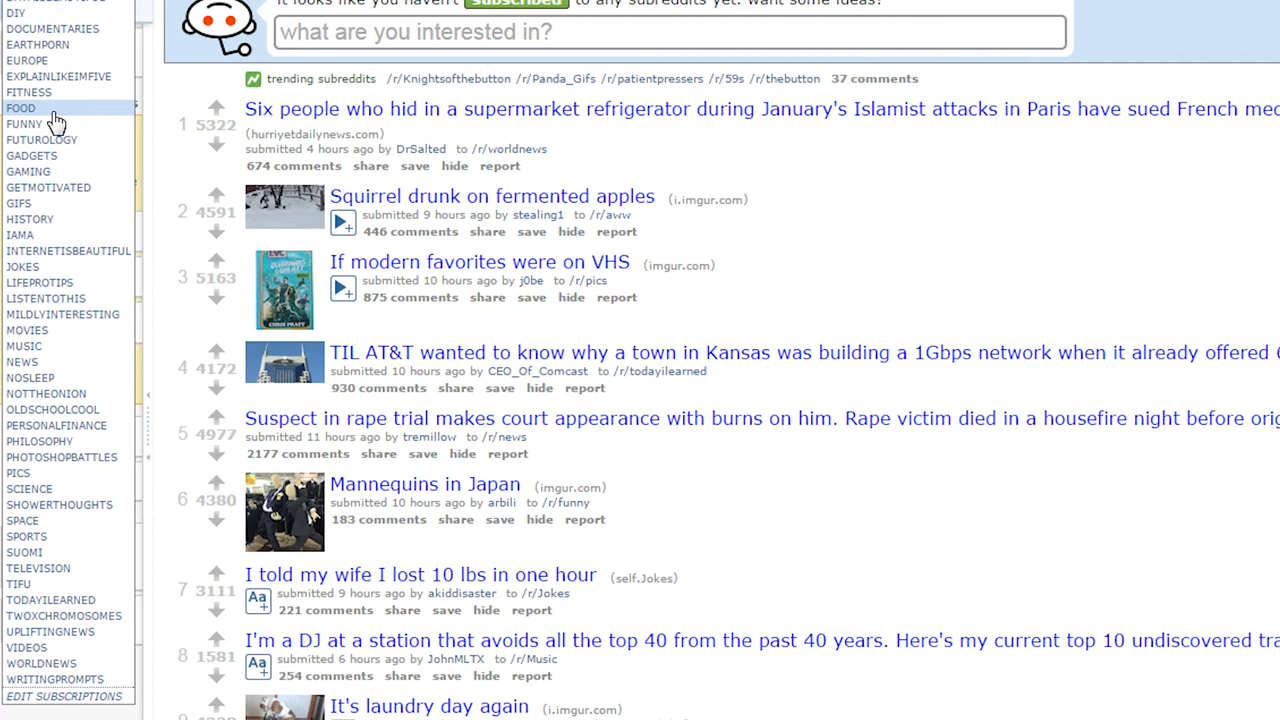 DIY
DOCUMENTARIES
EARTHPORN
EUROPE
EXPLAINLIKEIMFIVE
FITNESS
FOOD
FUNNY
FUTUROLOGY
GADGETS
GAMING
GETMOTIVATED
GIFS
HISTORY
IAMA
INTERNETISBEAUTIFUL
JOKES
LIFEPROTIPS
LISTENTOTHIS
MILDLYINTERESTING
MOVIES
MUSIC
NEWS
NOSLEEP
NOTTHEONION
OLDSCHOOLCOOL
PERSONALFINANCE
PHILOSOPHY
PHOTOSHOPBATTLES
PICS
SCIENCE
SHOWERTHOUGHTS
SPACE
SPORTS
SUOMI
TELEVISION
TIFU
TODAYILEARNED
TWOXCHROMOSOMES
UPLIFTINGNEWS
VIDEOS
WORLDNEWS
WRITINGPROMPTS
EDIT SUBSCRIPTIONS
it looks like you haven't subscribed to any subreddits yet. want some ideas?
what are you interested in?
trending subreddits /r/Knightsofthebutton /r/Panda_Gifs /r/patientpressers /r/59s /r/thebutton 37 comments
1 5322 Six people who hid in a supermarket refrigerator during January's Islamist attacks in Paris have sued French med
(hurriyetdailynews.com)
submitted 4 hours ago by DrSalted to /r/worldnews
674 comments share save hide report
2 4591 Squirrel drunk on fermented apples (i.imgur.com)
submitted 9 hours ago by stealing1 to /r/aww
446 comments share save hide report
3 5163 If modern favorites were on VHS (imgur.com)
submitted 10 hours ago by j0be to /r/pics
875 comments share save hide report
CHRIS PRATT
4 4172 TIL AT&T wanted to know why a town in Kansas was building a 1Gbps network when it already offered 6
submitted 10 hours ago by CEO_Of_Comcast to /r/todayilearned
930 comments share save hide report
5 4977 Suspect in rape trial makes court appearance with burns on him. Rape victim died in a housefire night before orig
submitted 11 hours ago by tremillow to /r/news
2177 comments share save hide report
6 4380 Mannequins in Japan (imgur.com)
submitted 10 hours ago by arbili to /r/funny
183 comments share save hide report
7 3111 I told my wife I lost 10 lbs in one hour (self.Jokes)
Aa submitted 9 hours ago by akiddisaster to /r/Jokes
221 comments share save hide report
8 1581 I'm a DJ at a station that avoids all the top 40 from the past 40 years. Here's my current top 10 undiscovered tra
Aa submitted 6 hours ago by JohnMLTX to /r/Music
254 comments share save hide report
It's laundry day again (i.imgur.com)